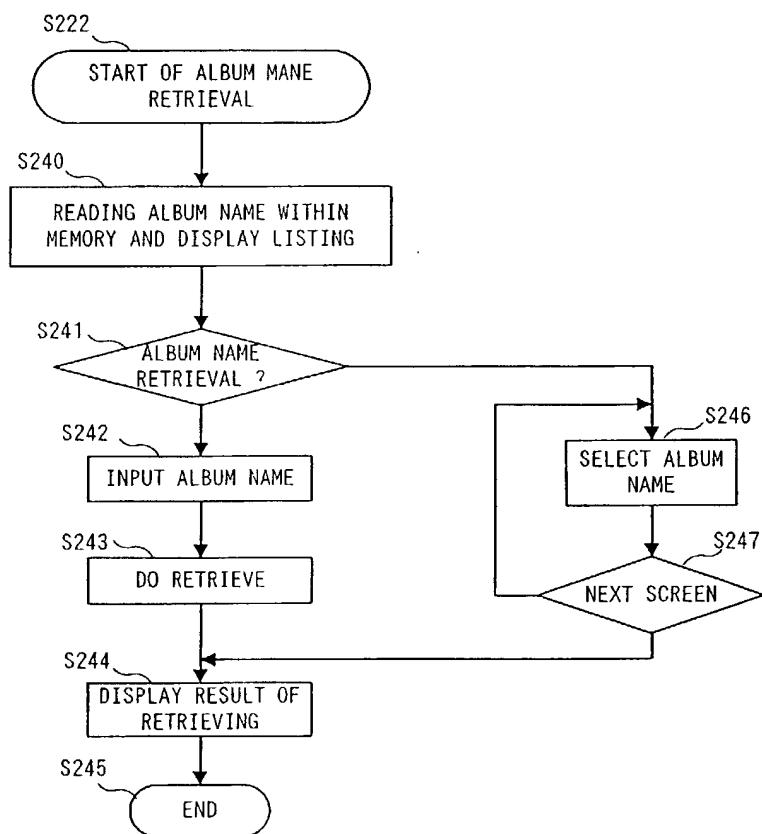 S222
START OF ALBUM MANE
RETRIEVAL
S240
READING ALBUM NAME WITHIN
MEMORY AND DISPLAY LISTING
S241
ALBUM NAME
RETRIEVAL ?
S242
INPUT ALBUM NAME
S243
DO RETRIEVE
S246
SELECT ALBUM
NAME
S247
NEXT SCREEN
S244
DISPLAY RESULT OF
RETRIEVING
S245
END